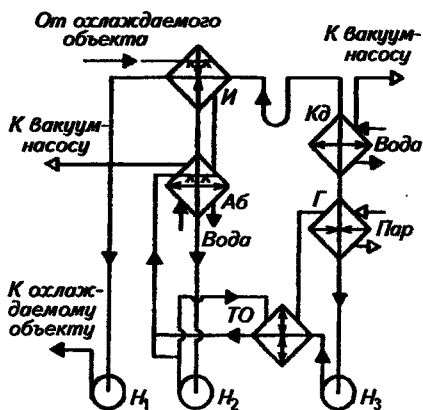 От охлаждаемого
объекта
К вакуум-
насосу
И
Кд
К вакуум-
насосу
Вода
Аб
Вода
Г
Пар
К охлаж-
даемому
объекту
ТО
Н₁
Н₂
Н₃